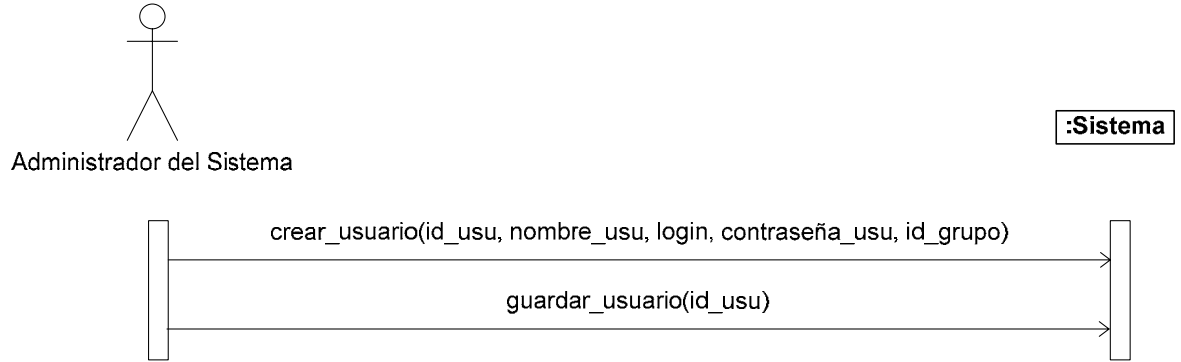 :Sistema
Administrador del Sistema
crear_usuario(id_usu, nombre_usu, login, contraseña_usu, id_grupo)
guardar_usuario(id_usu)